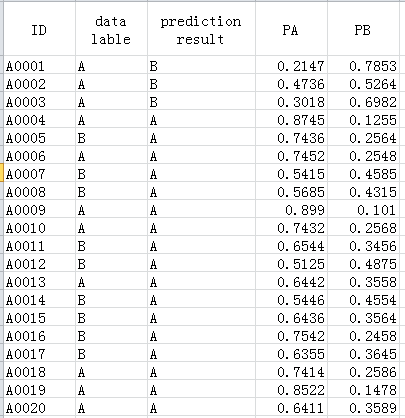 ID data lable prediction result PA PB
A0001 A B 0.2147 0.7853
A0002 A B 0.4736 0.5264
A0003 A B 0.3018 0.6982
A0004 A A 0.8745 0.1255
A0005 B A 0.7436 0.2564
A0006 A A 0.7452 0.2548
A0007 B A 0.5415 0.4585
A0008 B A 0.5685 0.4315
A0009 A A 0.899 0.101
A0010 A A 0.7432 0.2568
A0011 B A 0.6544 0.3456
A0012 B A 0.5125 0.4875
A0013 A A 0.6442 0.3558
A0014 B A 0.5446 0.4554
A0015 B A 0.6436 0.3564
A0016 B A 0.7542 0.2458
A0017 B A 0.6355 0.3645
A0018 A A 0.7414 0.2586
A0019 A A 0.8522 0.1478
A0020 A A 0.6411 0.3589